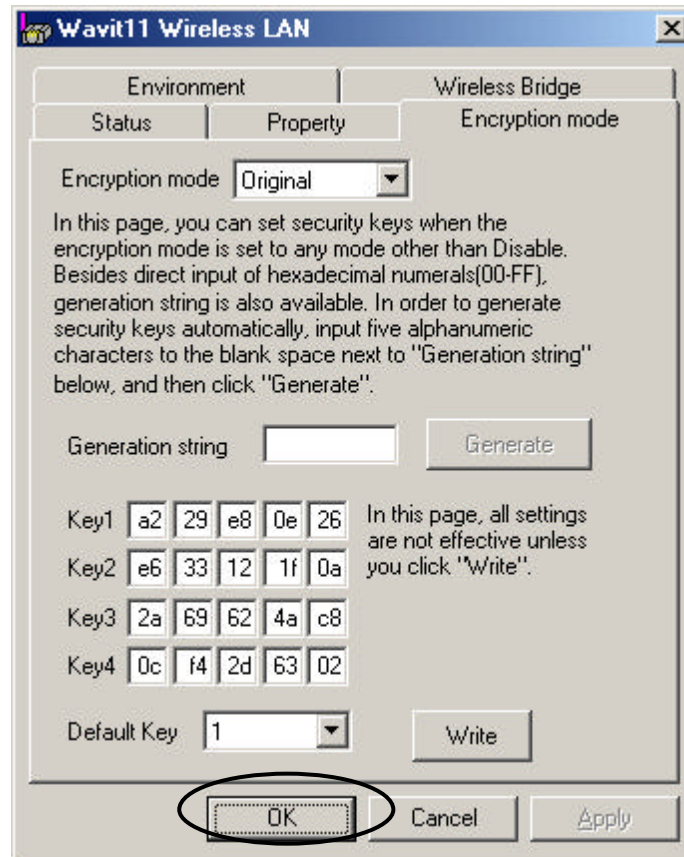 Wavit11 Wireless LAN
Environment Wireless Bridge
Status Property Encryption mode
Encryption mode Original
In this page, you can set security keys when the
encryption mode is set to any mode other than Disable.
Besides direct input of hexadecimal numerals(00-FF),
generation string is also available. In order to generate
security keys automatically, input five alphanumeric
characters to the blank space next to "Generation string"
below, and then click "Generate".
Generation string Generate
Key1 a2 29 e8 0e 26
Key2 e6 33 12 1f 0a
Key3 2a 69 62 4a c8
Key4 0c f4 2d 63 02
In this page, all settings
are not effective unless
you click "Write".
Default Key 1 Write
OK Cancel Apply